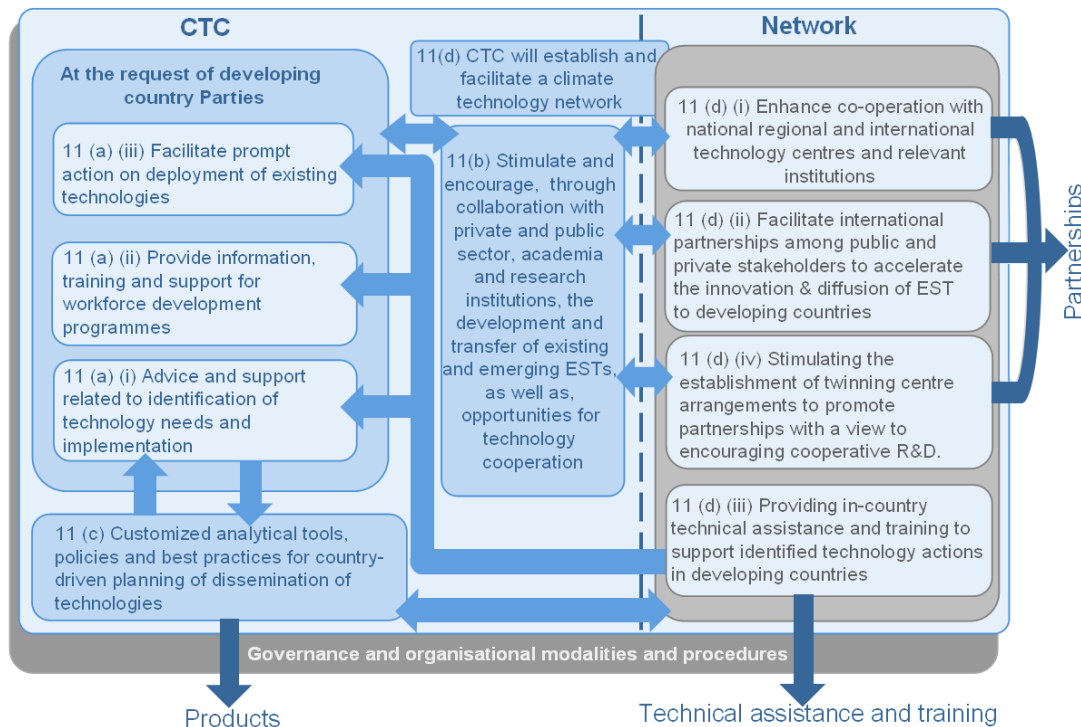 CTC
Network
At the request of developing
country Parties
11 (a) (iii) Facilitate prompt
action on deployment of existing
technologies
11 (a) (ii) Provide information,
training and support for
workforce development
programmes
11 (a) (i) Advice and support
related to identification of
technology needs and
implementation
11 (c) Customized analytical tools,
policies and best practices for country-
driven planning of dissemination of
technologies
11(d) CTC will establish and
facilitate a climate
technology network
11(b) Stimulate and
encourage, through
collaboration with
private and public
sector, academia
and research
institutions, the
development and
transfer of existing
and emerging ESTs,
as well as,
opportunities for
technology
cooperation
11 (d) (i) Enhance co-operation with
national regional and international
technology centres and relevant
institutions
11 (d) (ii) Facilitate international
partnerships among public and
private stakeholders to accelerate
the innovation & diffusion of EST
to developing countries
11 (d) (iv) Stimulating the
establishment of twinning centre
arrangements to promote
partnerships with a view to
encouraging cooperative R&D.
11 (d) (iii) Providing in-country
technical assistance and training to
support identified technology actions
in developing countries
Partnerships
Governance and organisational modalities and procedures
Products
Technical assistance and training